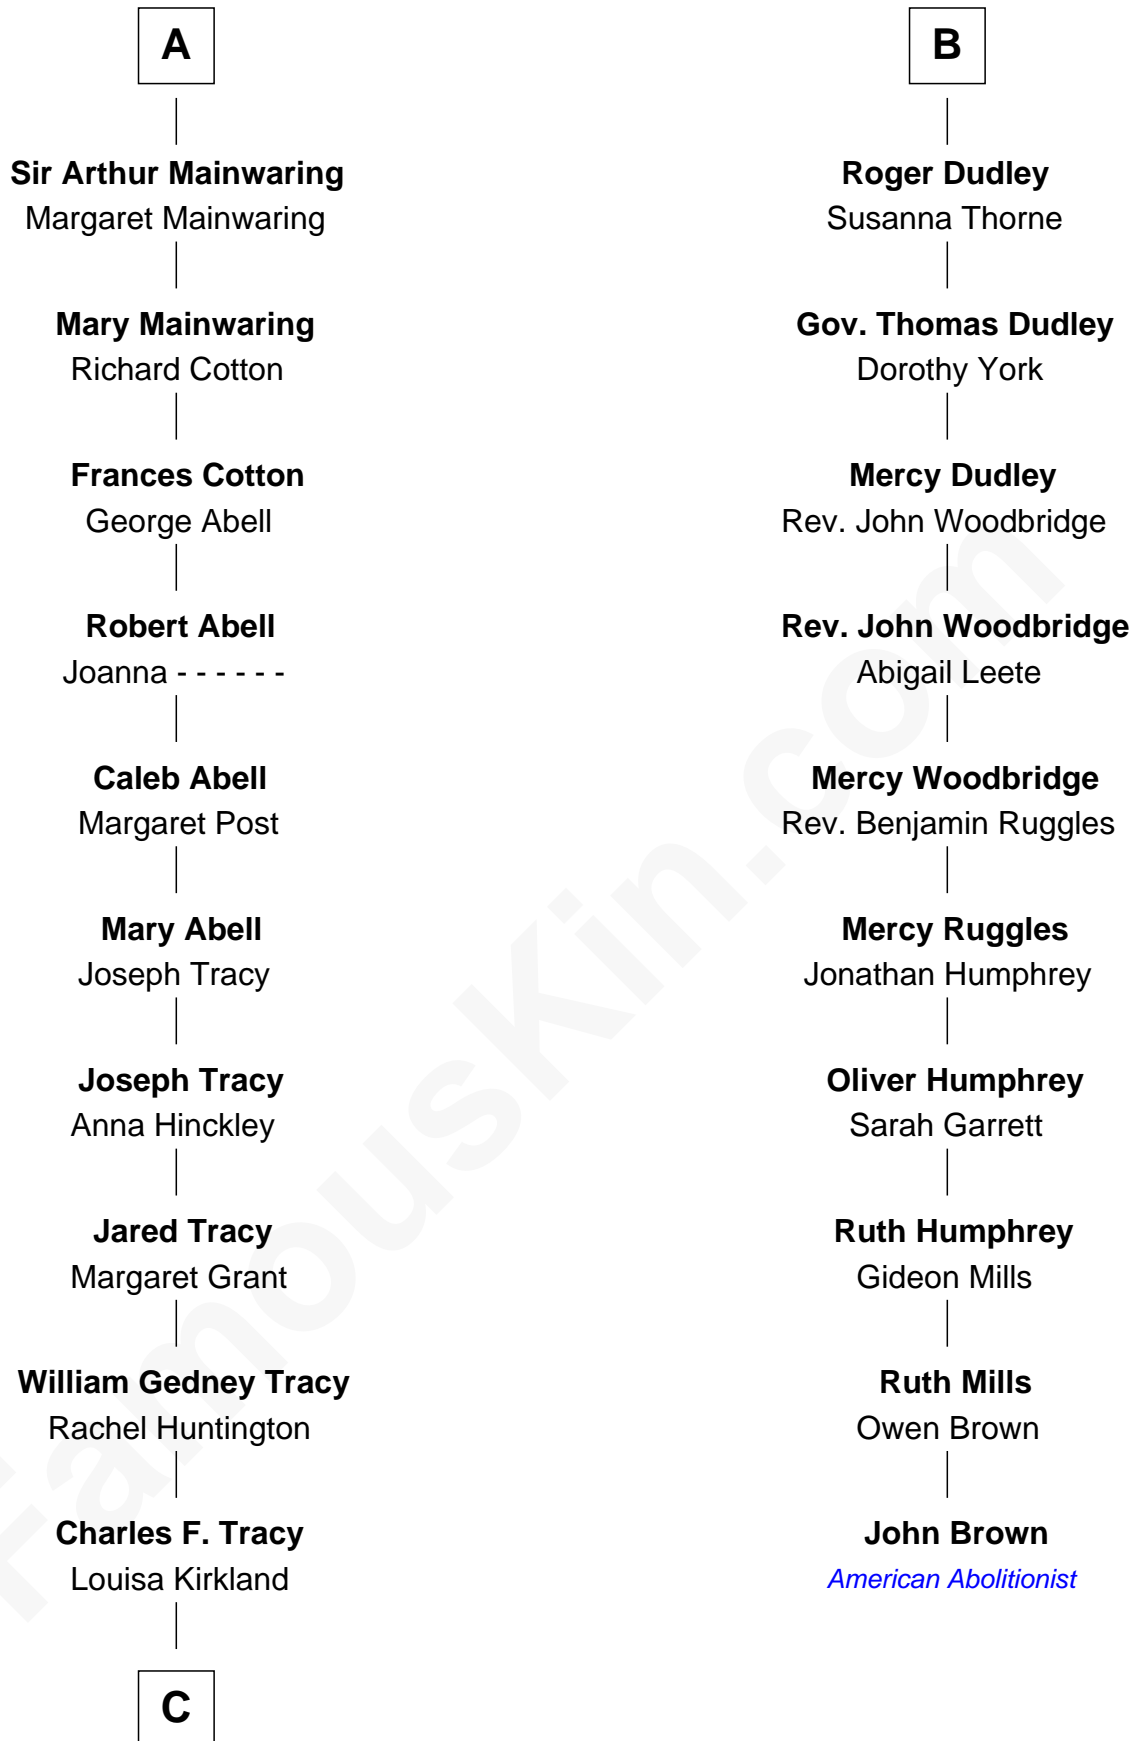 A
Sir Arthur Mainwaring
Margaret Mainwaring
Mary Mainwaring
Richard Cotton
Frances Cotton
George Abell
Robert Abell
Joanna - - - - - -
Caleb Abell
Margaret Post
Mary Abell
Joseph Tracy
Joseph Tracy
Anna Hinckley
Jared Tracy
Margaret Grant
William Gedney Tracy
Rachel Huntington
Charles F. Tracy
Louisa Kirkland
C
B
Roger Dudley
Susanna Thorne
Gov. Thomas Dudley
Dorothy York
Mercy Dudley
Rev. John Woodbridge
Rev. John Woodbridge
Abigail Leete
Mercy Woodbridge
Rev. Benjamin Ruggles
Mercy Ruggles
Jonathan Humphrey
Oliver Humphrey
Sarah Garrett
Ruth Humphrey
Gideon Mills
Ruth Mills
Owen Brown
John Brown
American Abolitionist
FamousKin.com